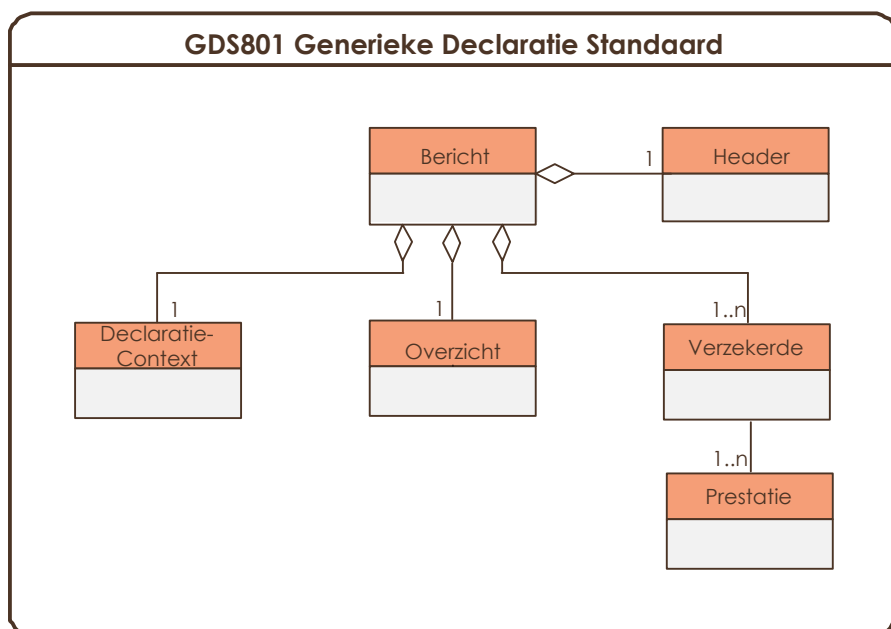 GDS801 Generieke Declaratie Standaard
Bericht
1
Header
1
1
1..n
Declaratie-
Context
Overzicht
Verzekerde
1..n
Prestatie